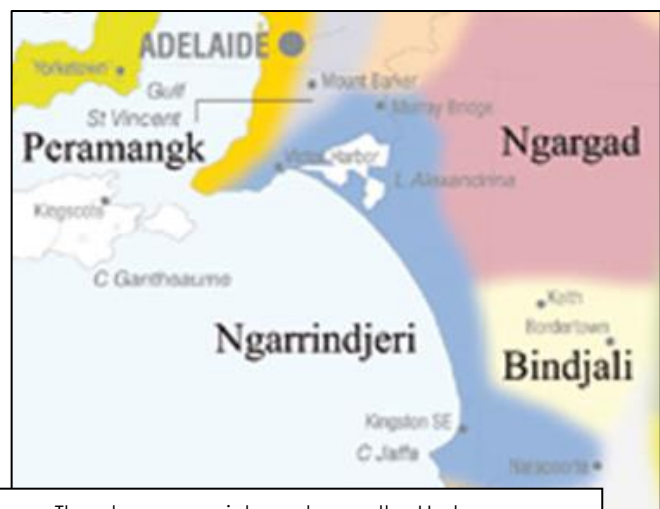 ADELAIDE
Yorketown
Mount Barker
Gulf
St Vincent
Murray Bridge
Peramangk
Ngargad
Victor Harbor
L Alexandrina
Kingscote
C Gantheaume
Keith
Bordertown
Ngarrindjeri
Bindjali
Kingston SE
C Jaffa
Naracoorte